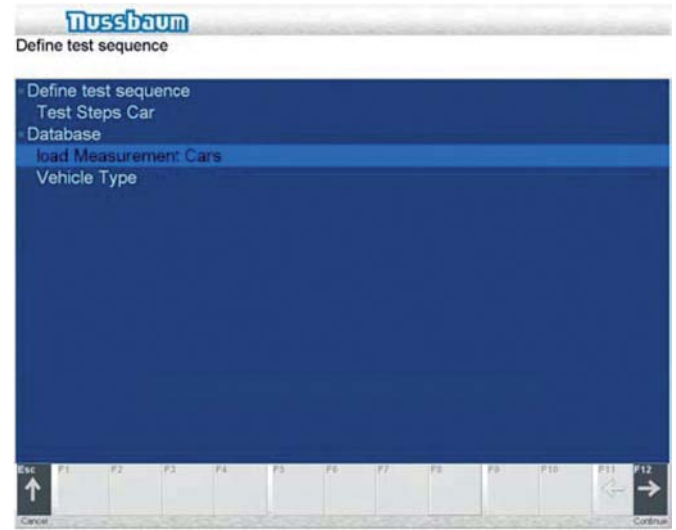 nussbaum
Define test sequence
Define test sequence
Test Steps Car
Database
load Measurement Cars
Vehicle Type
Esc F1 F2 F3 F4 F5 F6 F7 F8 F9 F10 F11 F12
Cancel Continue